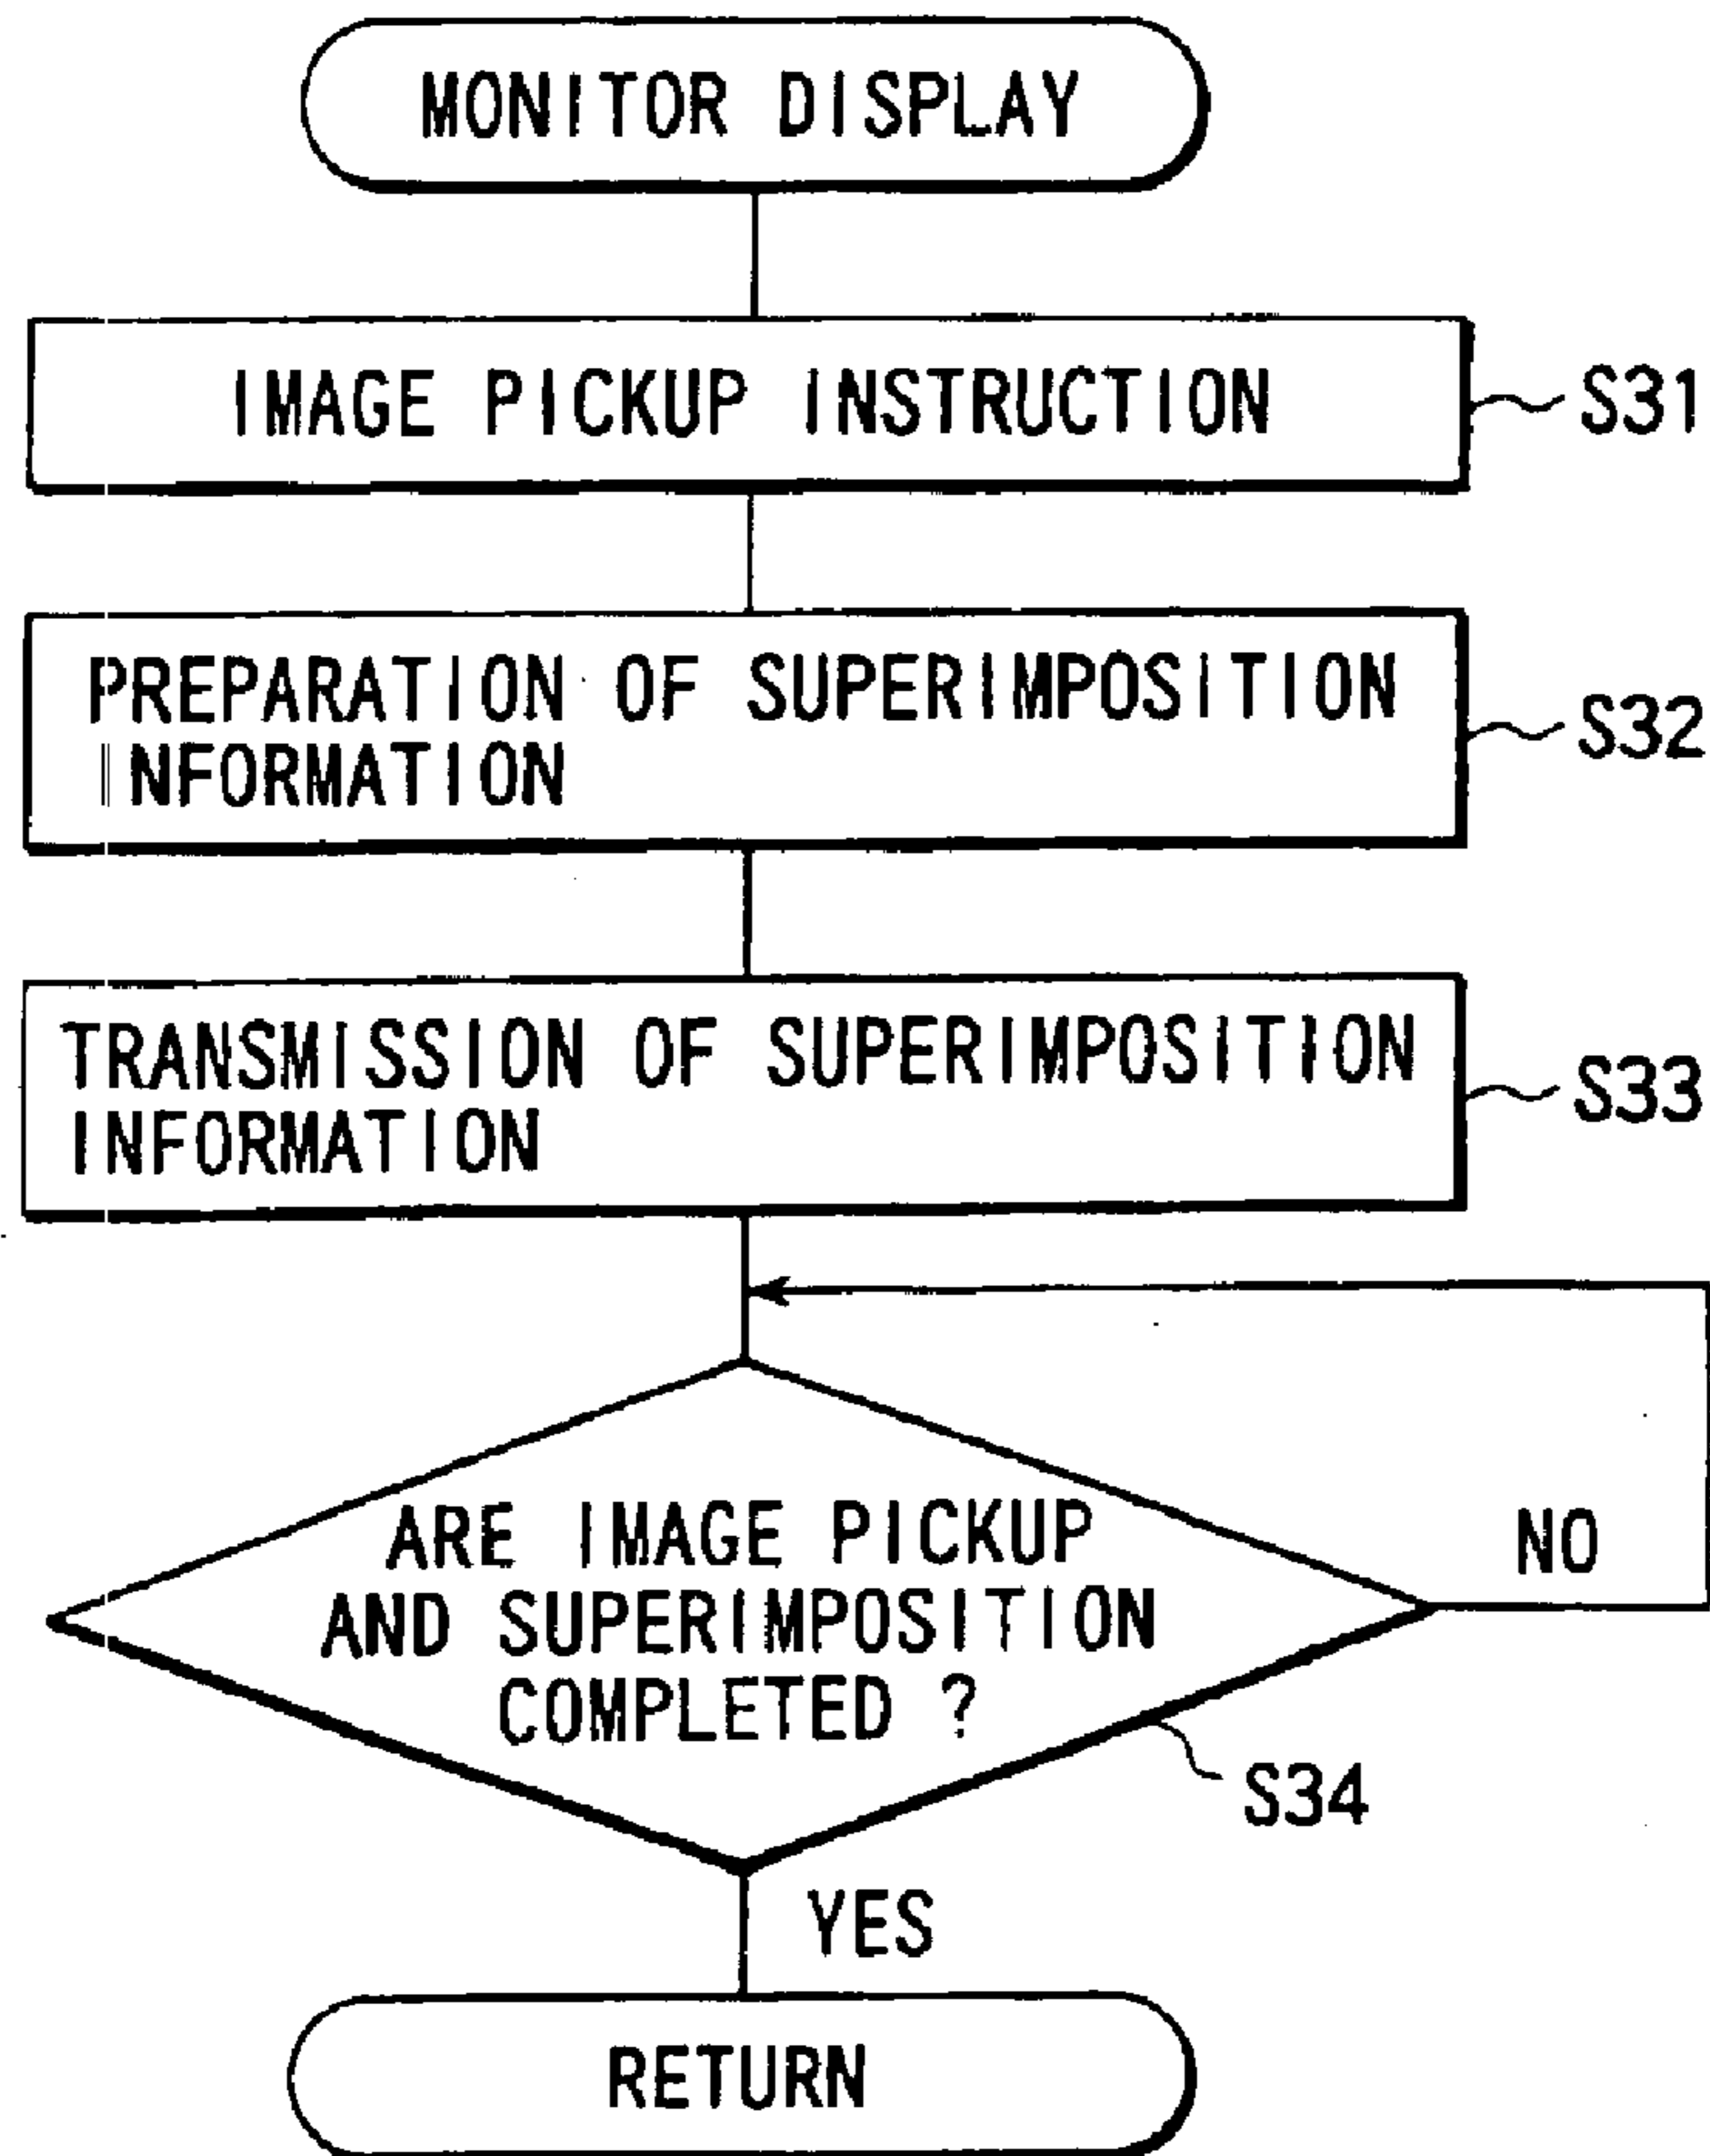 MONITOR DISPLAY
IMAGE PICKUP INSTRUCTION
S31
PREPARATION OF SUPERIMPOSITION
INFORMATION
S32
TRANSMISSION OF SUPERIMPOSITION
INFORMATION
S33
ARE IMAGE PICKUP
AND SUPERIMPOSITION
COMPLETED ?
NO
S34
YES
RETURN